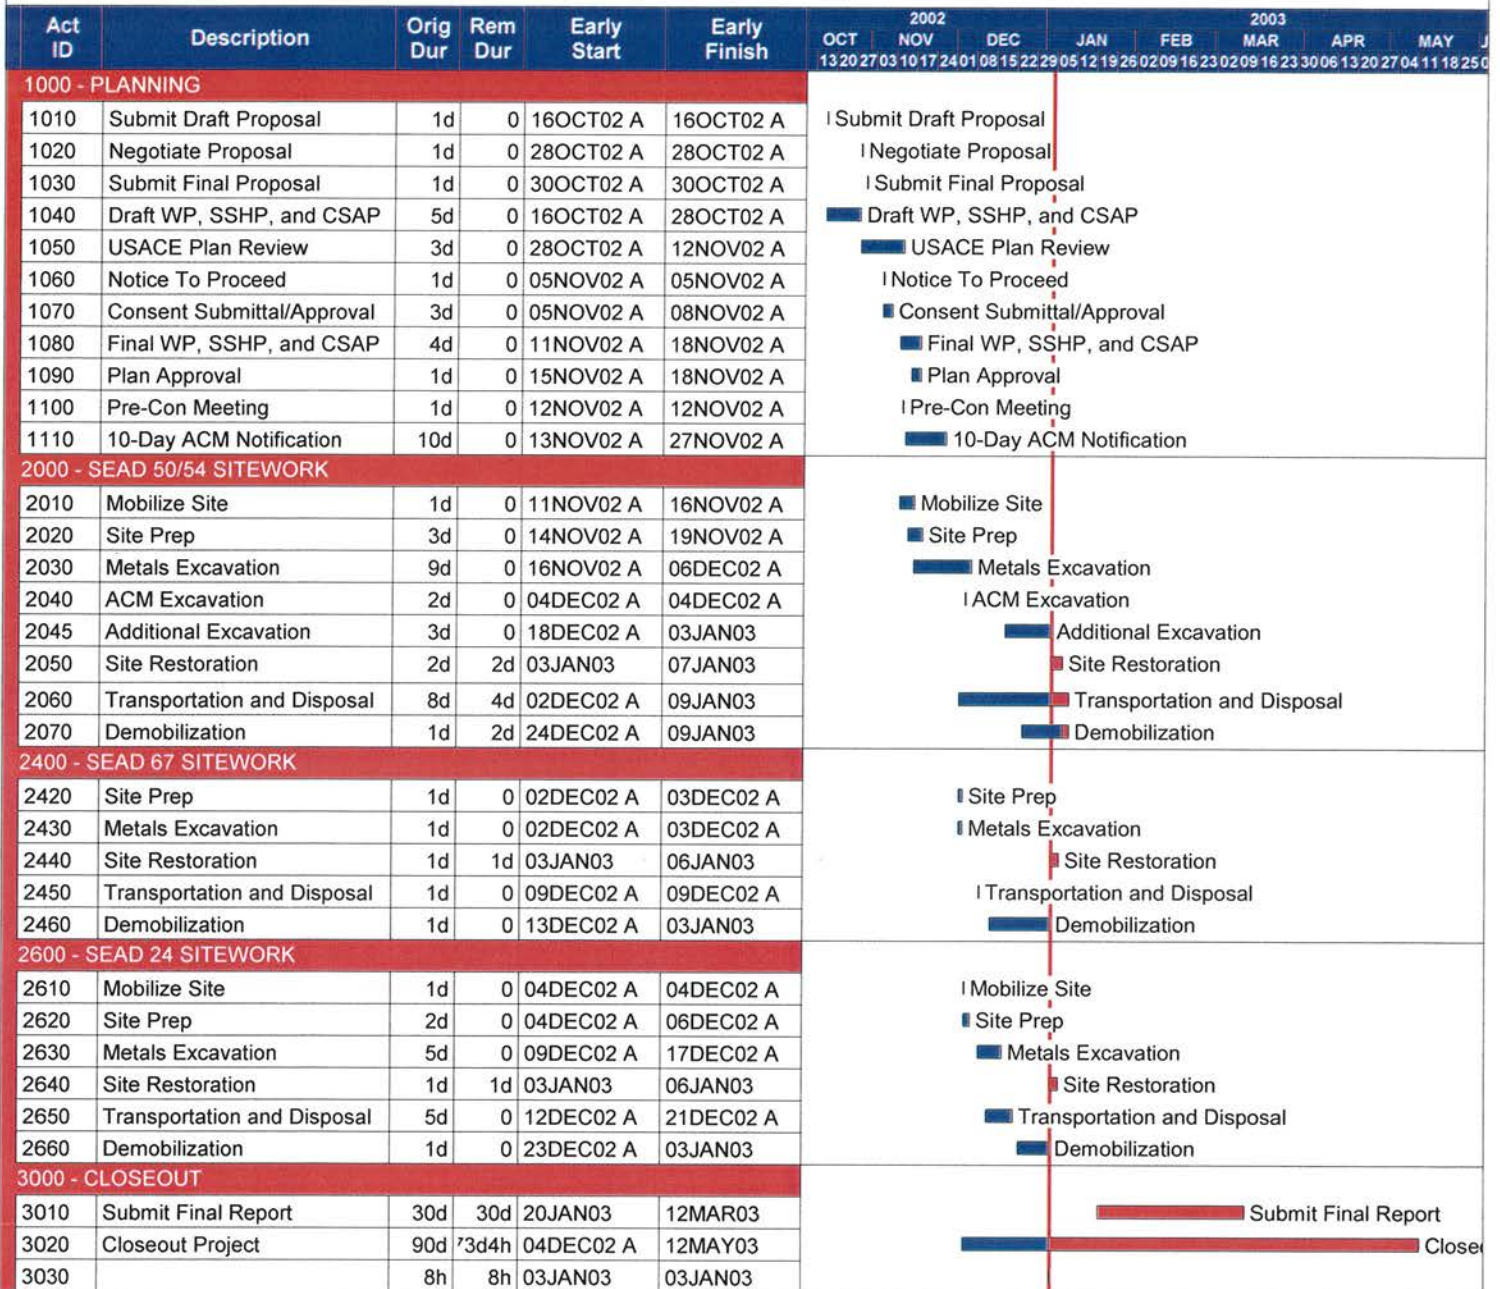 Act ID Description Orig Dur Rem Dur Early Start Early Finish
2002 2003
OCT NOV DEC JAN FEB MAR APR MAY J
13 20 27 03 10 17 24 01 08 15 22 29 05 12 19 26 02 09 16 23 02 09 16 23 30 06 13 20 27 04 11 18 25 0
1000 - PLANNING
1010 Submit Draft Proposal 1d 0 16OCT02 A 16OCT02 A Submit Draft Proposal
1020 Negotiate Proposal 1d 0 28OCT02 A 28OCT02 A Negotiate Proposal
1030 Submit Final Proposal 1d 0 30OCT02 A 30OCT02 A Submit Final Proposal
1040 Draft WP, SSHP, and CSAP 5d 0 16OCT02 A 28OCT02 A Draft WP, SSHP, and CSAP
1050 USACE Plan Review 3d 0 28OCT02 A 12NOV02 A USACE Plan Review
1060 Notice To Proceed 1d 0 05NOV02 A 05NOV02 A Notice To Proceed
1070 Consent Submittal/Approval 3d 0 05NOV02 A 08NOV02 A Consent Submittal/Approval
1080 Final WP, SSHP, and CSAP 4d 0 11NOV02 A 18NOV02 A Final WP, SSHP, and CSAP
1090 Plan Approval 1d 0 15NOV02 A 18NOV02 A Plan Approval
1100 Pre-Con Meeting 1d 0 12NOV02 A 12NOV02 A Pre-Con Meeting
1110 10-Day ACM Notification 10d 0 13NOV02 A 27NOV02 A 10-Day ACM Notification
2000 - SEAD 50/54 SITEWORK
2010 Mobilize Site 1d 0 11NOV02 A 16NOV02 A Mobilize Site
2020 Site Prep 3d 0 14NOV02 A 19NOV02 A Site Prep
2030 Metals Excavation 9d 0 16NOV02 A 06DEC02 A Metals Excavation
2040 ACM Excavation 2d 0 04DEC02 A 04DEC02 A ACM Excavation
2045 Additional Excavation 3d 0 18DEC02 A 03JAN03 Additional Excavation
2050 Site Restoration 2d 2d 03JAN03 07JAN03 Site Restoration
2060 Transportation and Disposal 8d 4d 02DEC02 A 09JAN03 Transportation and Disposal
2070 Demobilization 1d 2d 24DEC02 A 09JAN03 Demobilization
2400 - SEAD 67 SITEWORK
2420 Site Prep 1d 0 02DEC02 A 03DEC02 A Site Prep
2430 Metals Excavation 1d 0 02DEC02 A 03DEC02 A Metals Excavation
2440 Site Restoration 1d 1d 03JAN03 06JAN03 Site Restoration
2450 Transportation and Disposal 1d 0 09DEC02 A 09DEC02 A Transportation and Disposal
2460 Demobilization 1d 0 13DEC02 A 03JAN03 Demobilization
2600 - SEAD 24 SITEWORK
2610 Mobilize Site 1d 0 04DEC02 A 04DEC02 A Mobilize Site
2620 Site Prep 2d 0 04DEC02 A 06DEC02 A Site Prep
2630 Metals Excavation 5d 0 09DEC02 A 17DEC02 A Metals Excavation
2640 Site Restoration 1d 1d 03JAN03 06JAN03 Site Restoration
2650 Transportation and Disposal 5d 0 12DEC02 A 21DEC02 A Transportation and Disposal
2660 Demobilization 1d 0 23DEC02 A 03JAN03 Demobilization
3000 - CLOSEOUT
3010 Submit Final Report 30d 30d 20JAN03 12MAR03 Submit Final Report
3020 Closeout Project 90d 73d4h 04DEC02 A 12MAY03 Close
3030 8h 8h 03JAN03 03JAN03